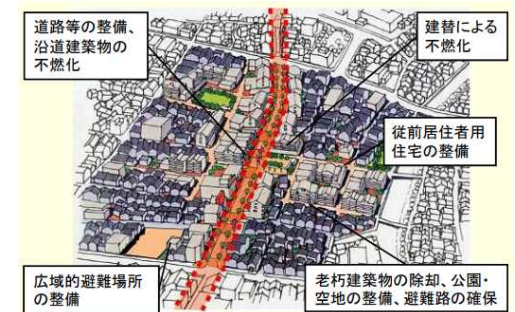 道路等の整備、
沿道建築物の
不燃化
建替による
不燃化
従前居住者用
住宅の整備
広域的避難場所
の整備
老朽建築物の除却、公園・
空地の整備、避難路の確保